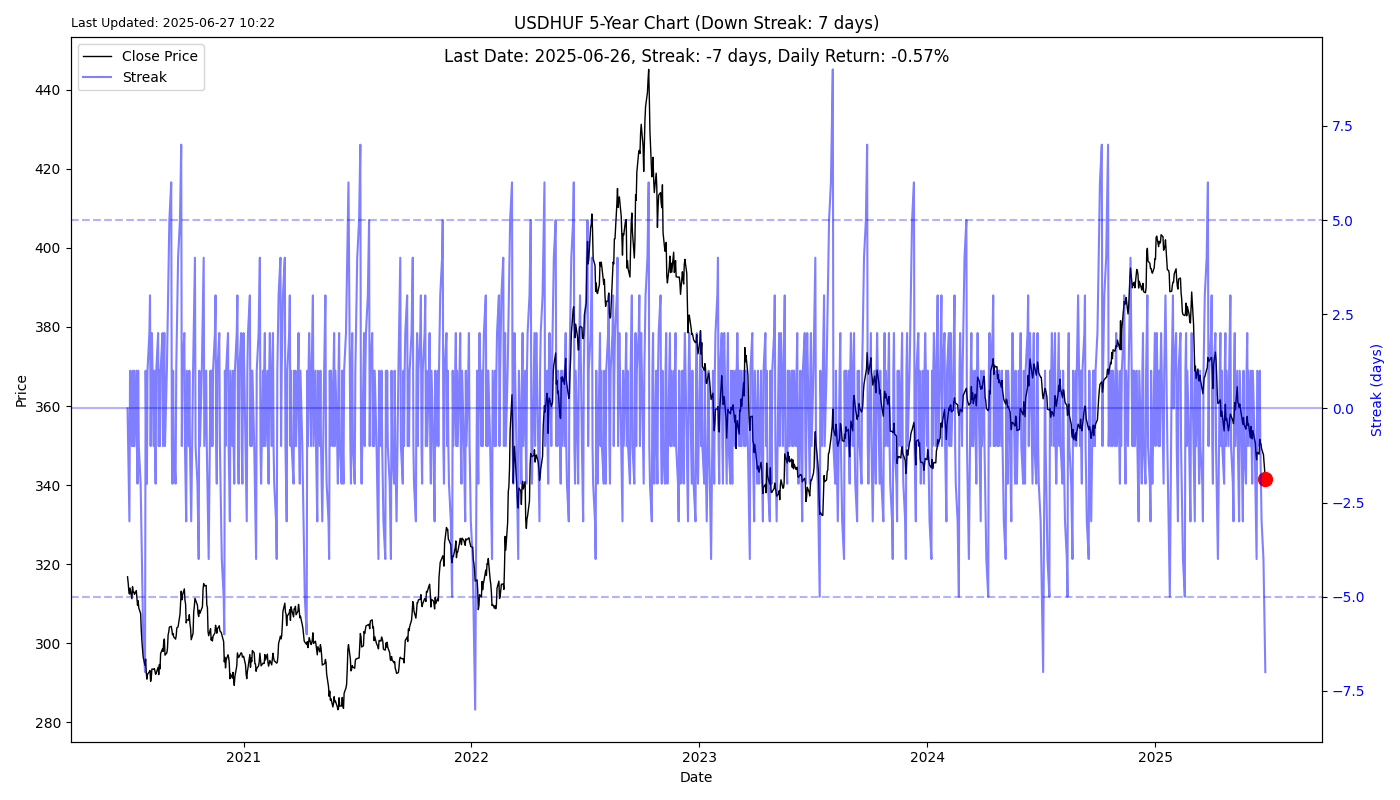 Last Updated: 2025-06-27 10:22
USDHUF 5-Year Chart (Down Streak: 7 days)
Last Date: 2025-06-26, Streak: -7 days, Daily Return: -0.57%
Close Price
Streak
Price
440
420
400
380
360
340
320
300
280
7.5
5.0
2.5
0.0
−2.5
−5.0
−7.5
Streak (days)
2021
2022
2023
2024
2025
Date